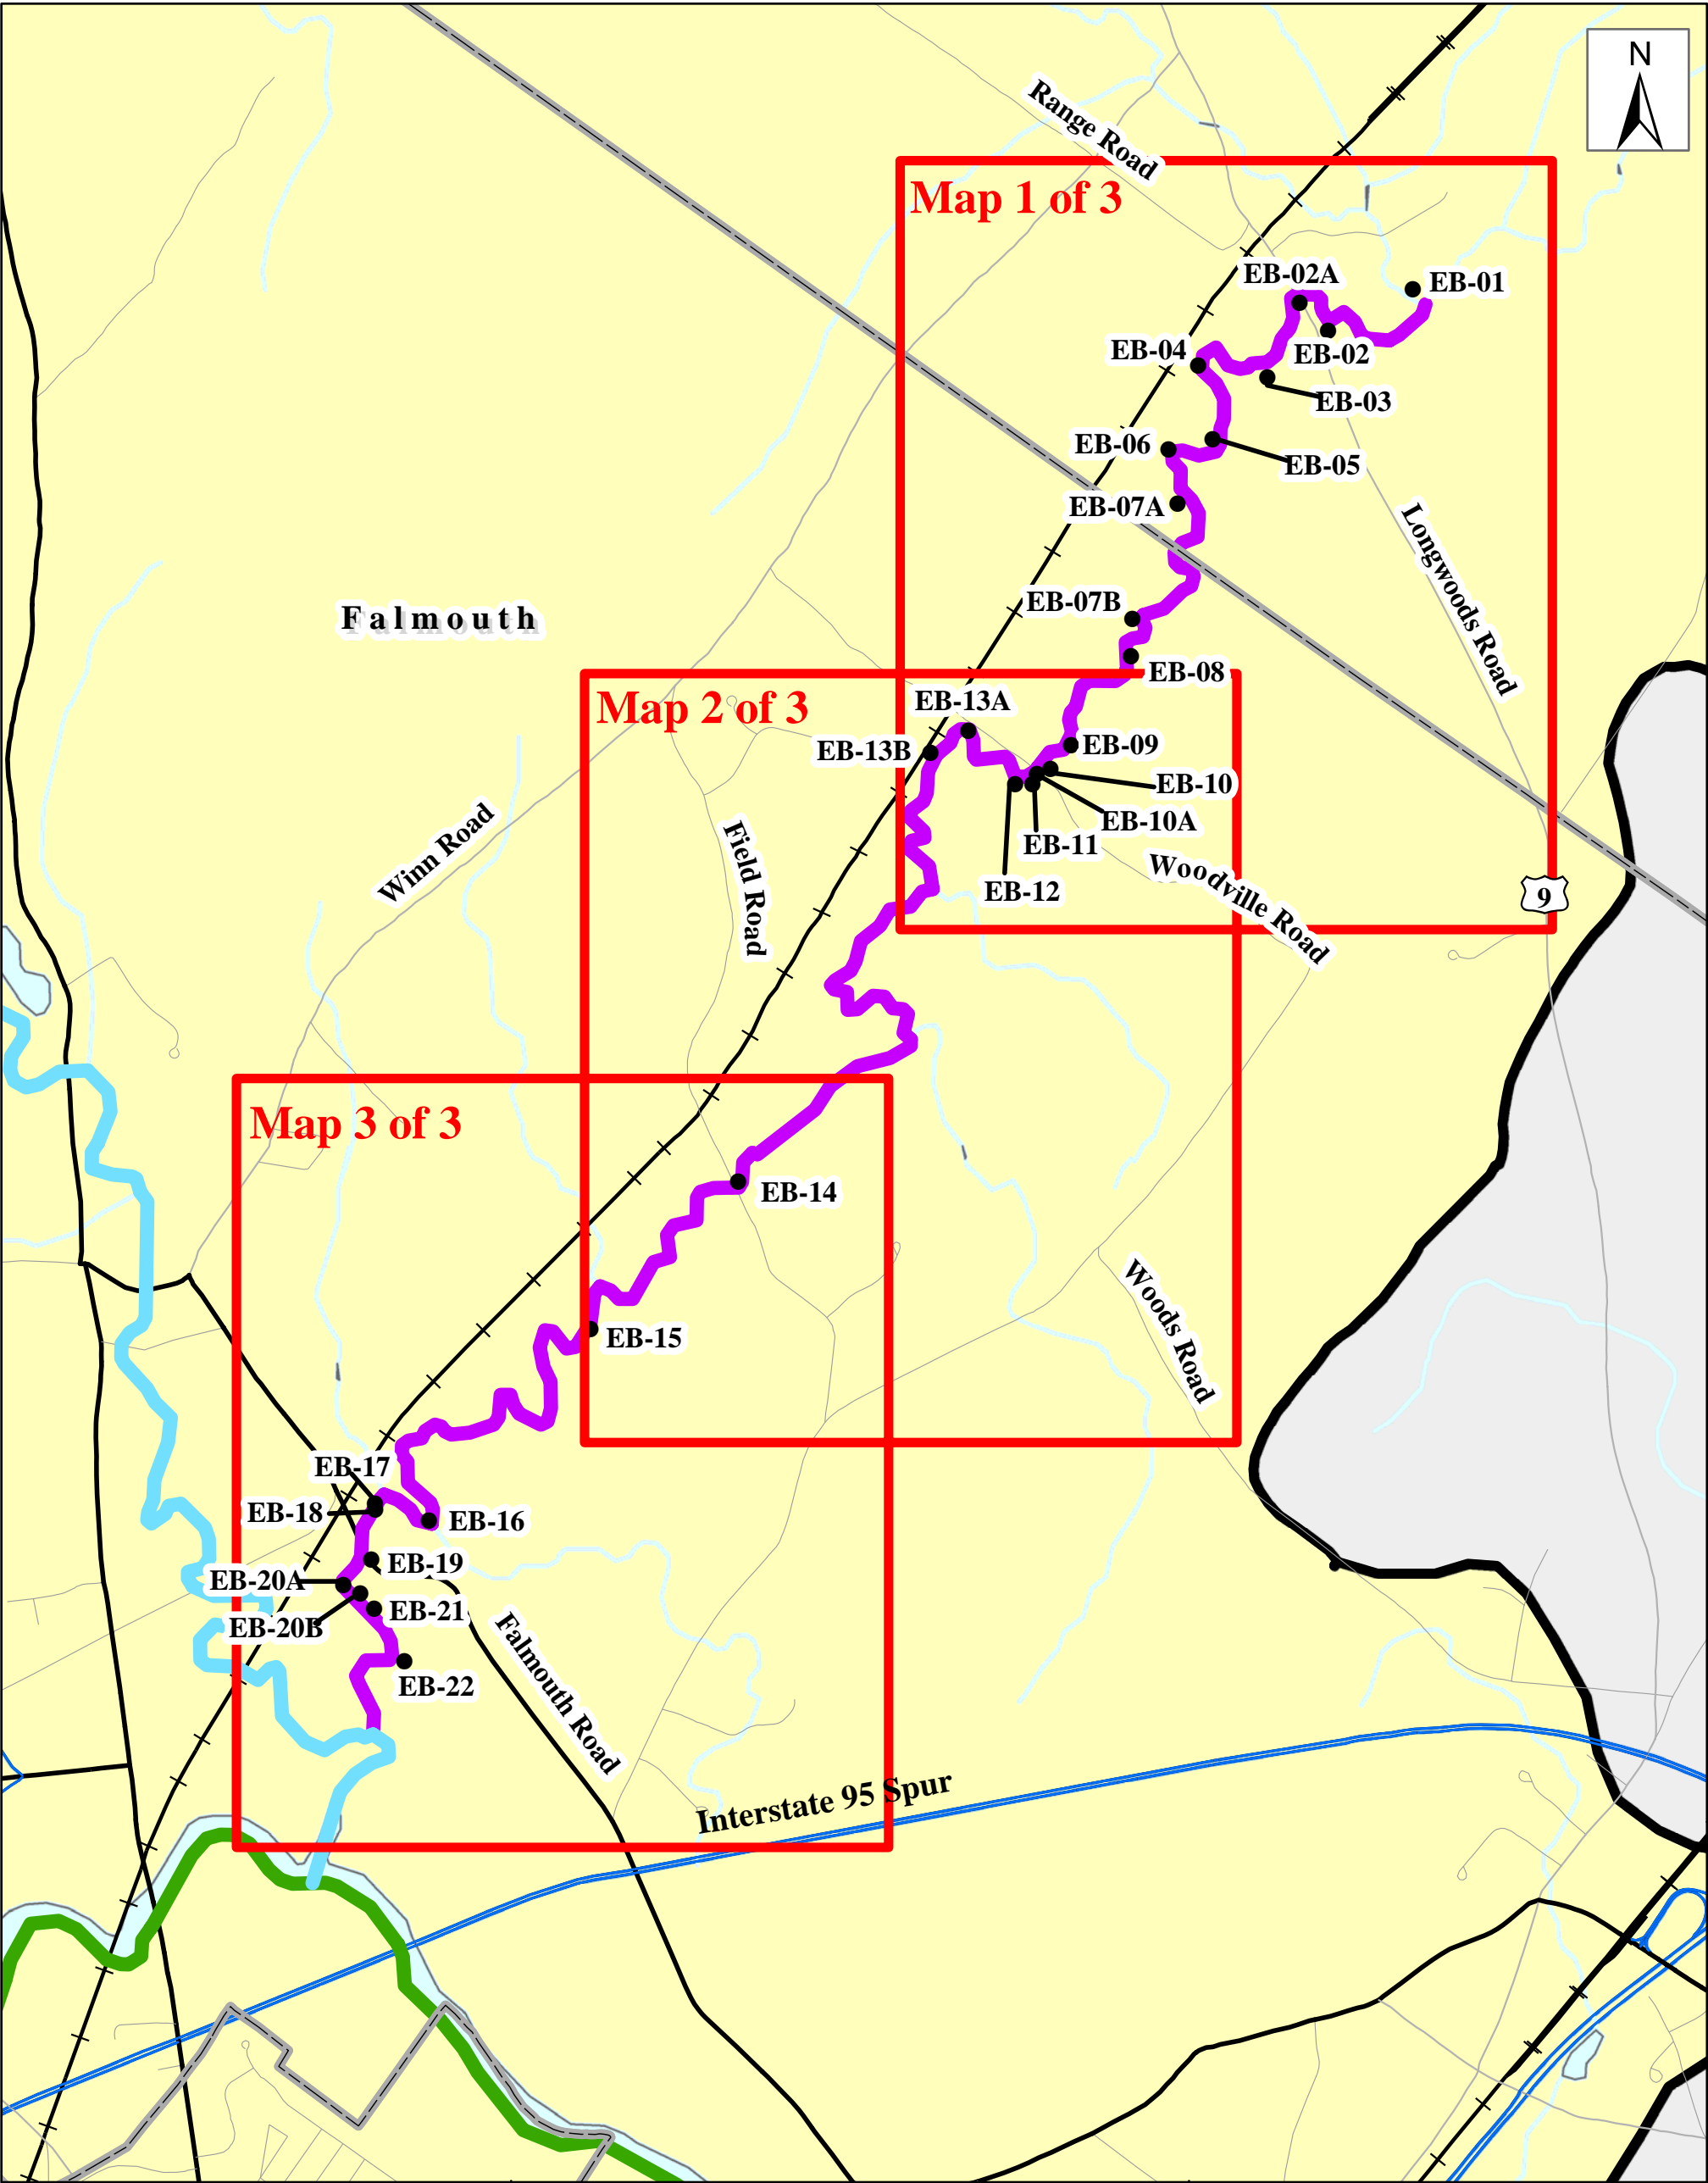 N
Range Road
Map 1 of 3
EB-02A
EB-01
EB-04
EB-02
EB-03
EB-06
EB-05
EB-07A
Longwoods Road
EB-07B
Falmouth
EB-08
Map 2 of 3
EB-13A
EB-13B
EB-09
EB-10
EB-10A
EB-11
EB-12
Winn Road
Field Road
Woodville Road
9
Map 3 of 3
EB-14
Woods Road
EB-15
EB-17
EB-18
EB-16
EB-19
EB-20A
EB-21
EB-20B
EB-22
Falmouth Road
Interstate 95 Spur